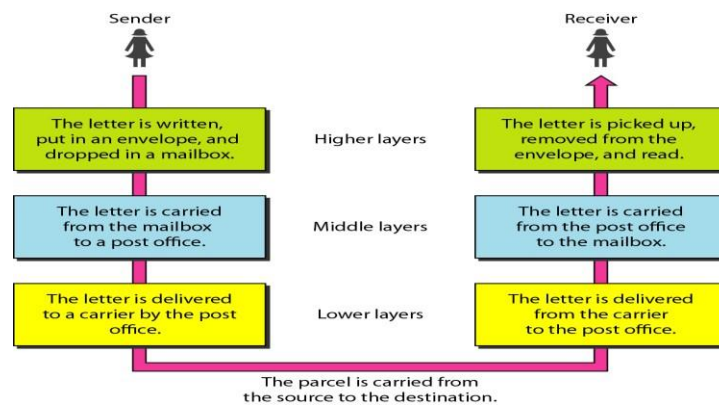 Sender
Receiver
The letter is written,
put in an envelope, and
dropped in a mailbox.
Higher layers
The letter is picked up,
removed from the
envelope, and read.
The letter is carried
from the mailbox
to a post office.
Middle layers
The letter is carried
from the post office
to the mailbox.
The letter is delivered
to a carrier by the post
office.
Lower layers
The letter is delivered
from the carrier
to the post office.
The parcel is carried from
the source to the destination.